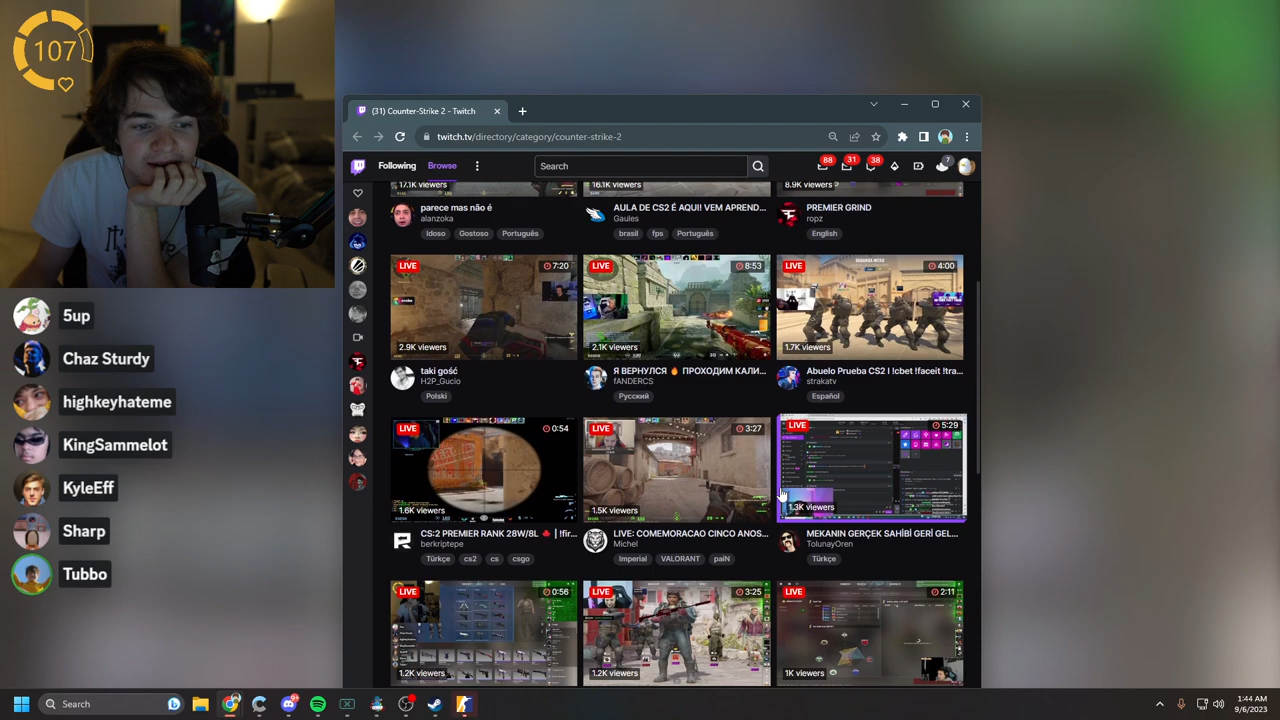 107
5up
Chaz Sturdy
highkeyhateme
KingSammelot
KyleEff
Sharp
Tubbo
(31) Counter-Strike 2 - Twitch
twitch.tv/directory/category/counter-strike-2
Following
Browse
Search
88
31
38
7
17.1K viewers
16.1K viewers
8.9K viewers
parece mas não é
alanzoka
Idoso Gostoso Português
AULA DE CS2 É AQUI! VEM APREND...
Gaules
brasil fps Português
PREMIER GRIND
ropz
English
LIVE 7:20
2.9K viewers
taki gość
H2P_Gucio
Polski
LIVE 8:53
2.1K viewers
Я ВЕРНУЛСЯ 🔥 ПРОХОДИМ КАЛИ...
fANDERCS
Русский
LIVE 4:00
1.7K viewers
Abuelo Prueba CS2 I !cbet !faceit !tra...
strakatv
Español
LIVE 0:54
1.6K viewers
CS:2 PREMIER RANK 28W/8L 🍁 | !fir...
berkriptepe
Türkçe cs2 cs csgo
LIVE 3:27
1.5K viewers
LIVE: COMEMORACAO CINCO ANOS...
Michel
Imperial VALORANT paiN
LIVE 5:29
1.3K viewers
MEKANIN GERÇEK SAHİBİ GERİ GEL...
TolunayOren
Türkçe
LIVE 0:56
1.2K viewers
LIVE 3:25
1.2K viewers
LIVE 2:11
1K viewers
Search
1:44 AM
9/6/2023